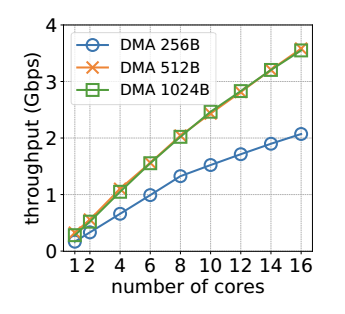 4
DMA 256B
DMA 512B
DMA 1024B
3
2
1
0
throughput (Gbps)
1 2 4 6 8 10 12 14 16
number of cores